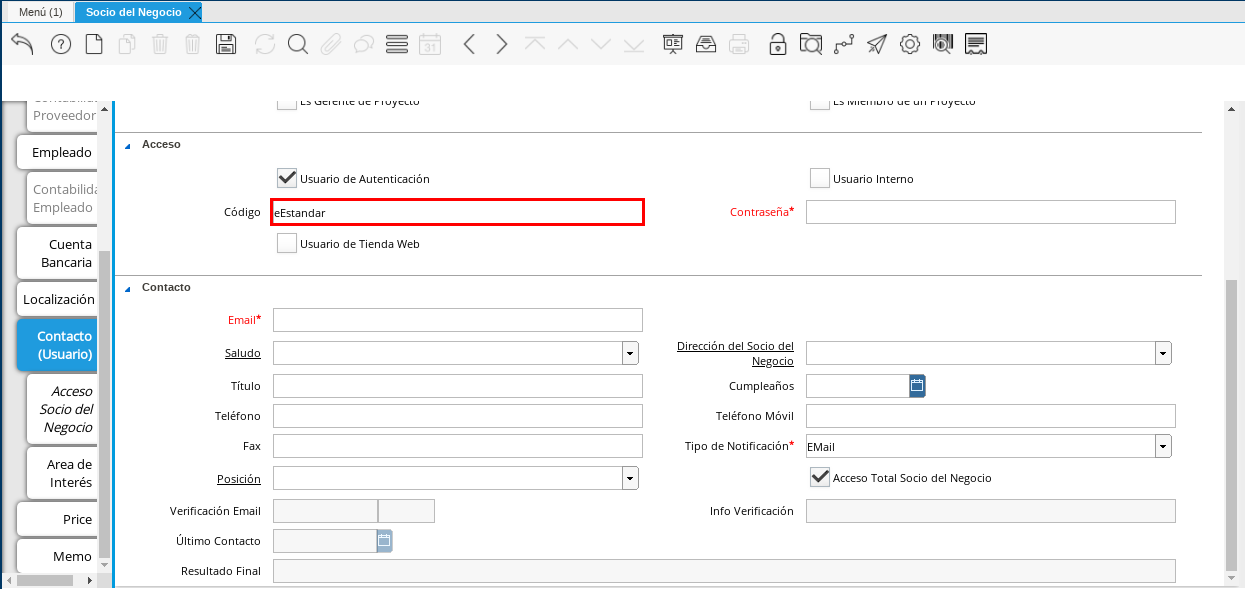 Menú (1)
Socio del Negocio
31
Contabilida
Proveedor
Es Gerente de Proyecto
Es Miembro de un Proyecto
Empleado
Contabilida
Empleado
Cuenta
Bancaria
Localización
Contacto
(Usuario)
Acceso
Socio del
Negocio
Area de
Interés
Price
Memo
Acceso
Usuario de Autenticación
Usuario Interno
Código
eEstandar
Contraseña*
Usuario de Tienda Web
Contacto
Email*
Saludo
Dirección del Socio del
Negocio
Título
Cumpleaños
Teléfono
Teléfono Móvil
Fax
Tipo de Notificación*
EMail
Posición
Acceso Total Socio del Negocio
Verificación Email
Info Verificación
Último Contacto
Resultado Final